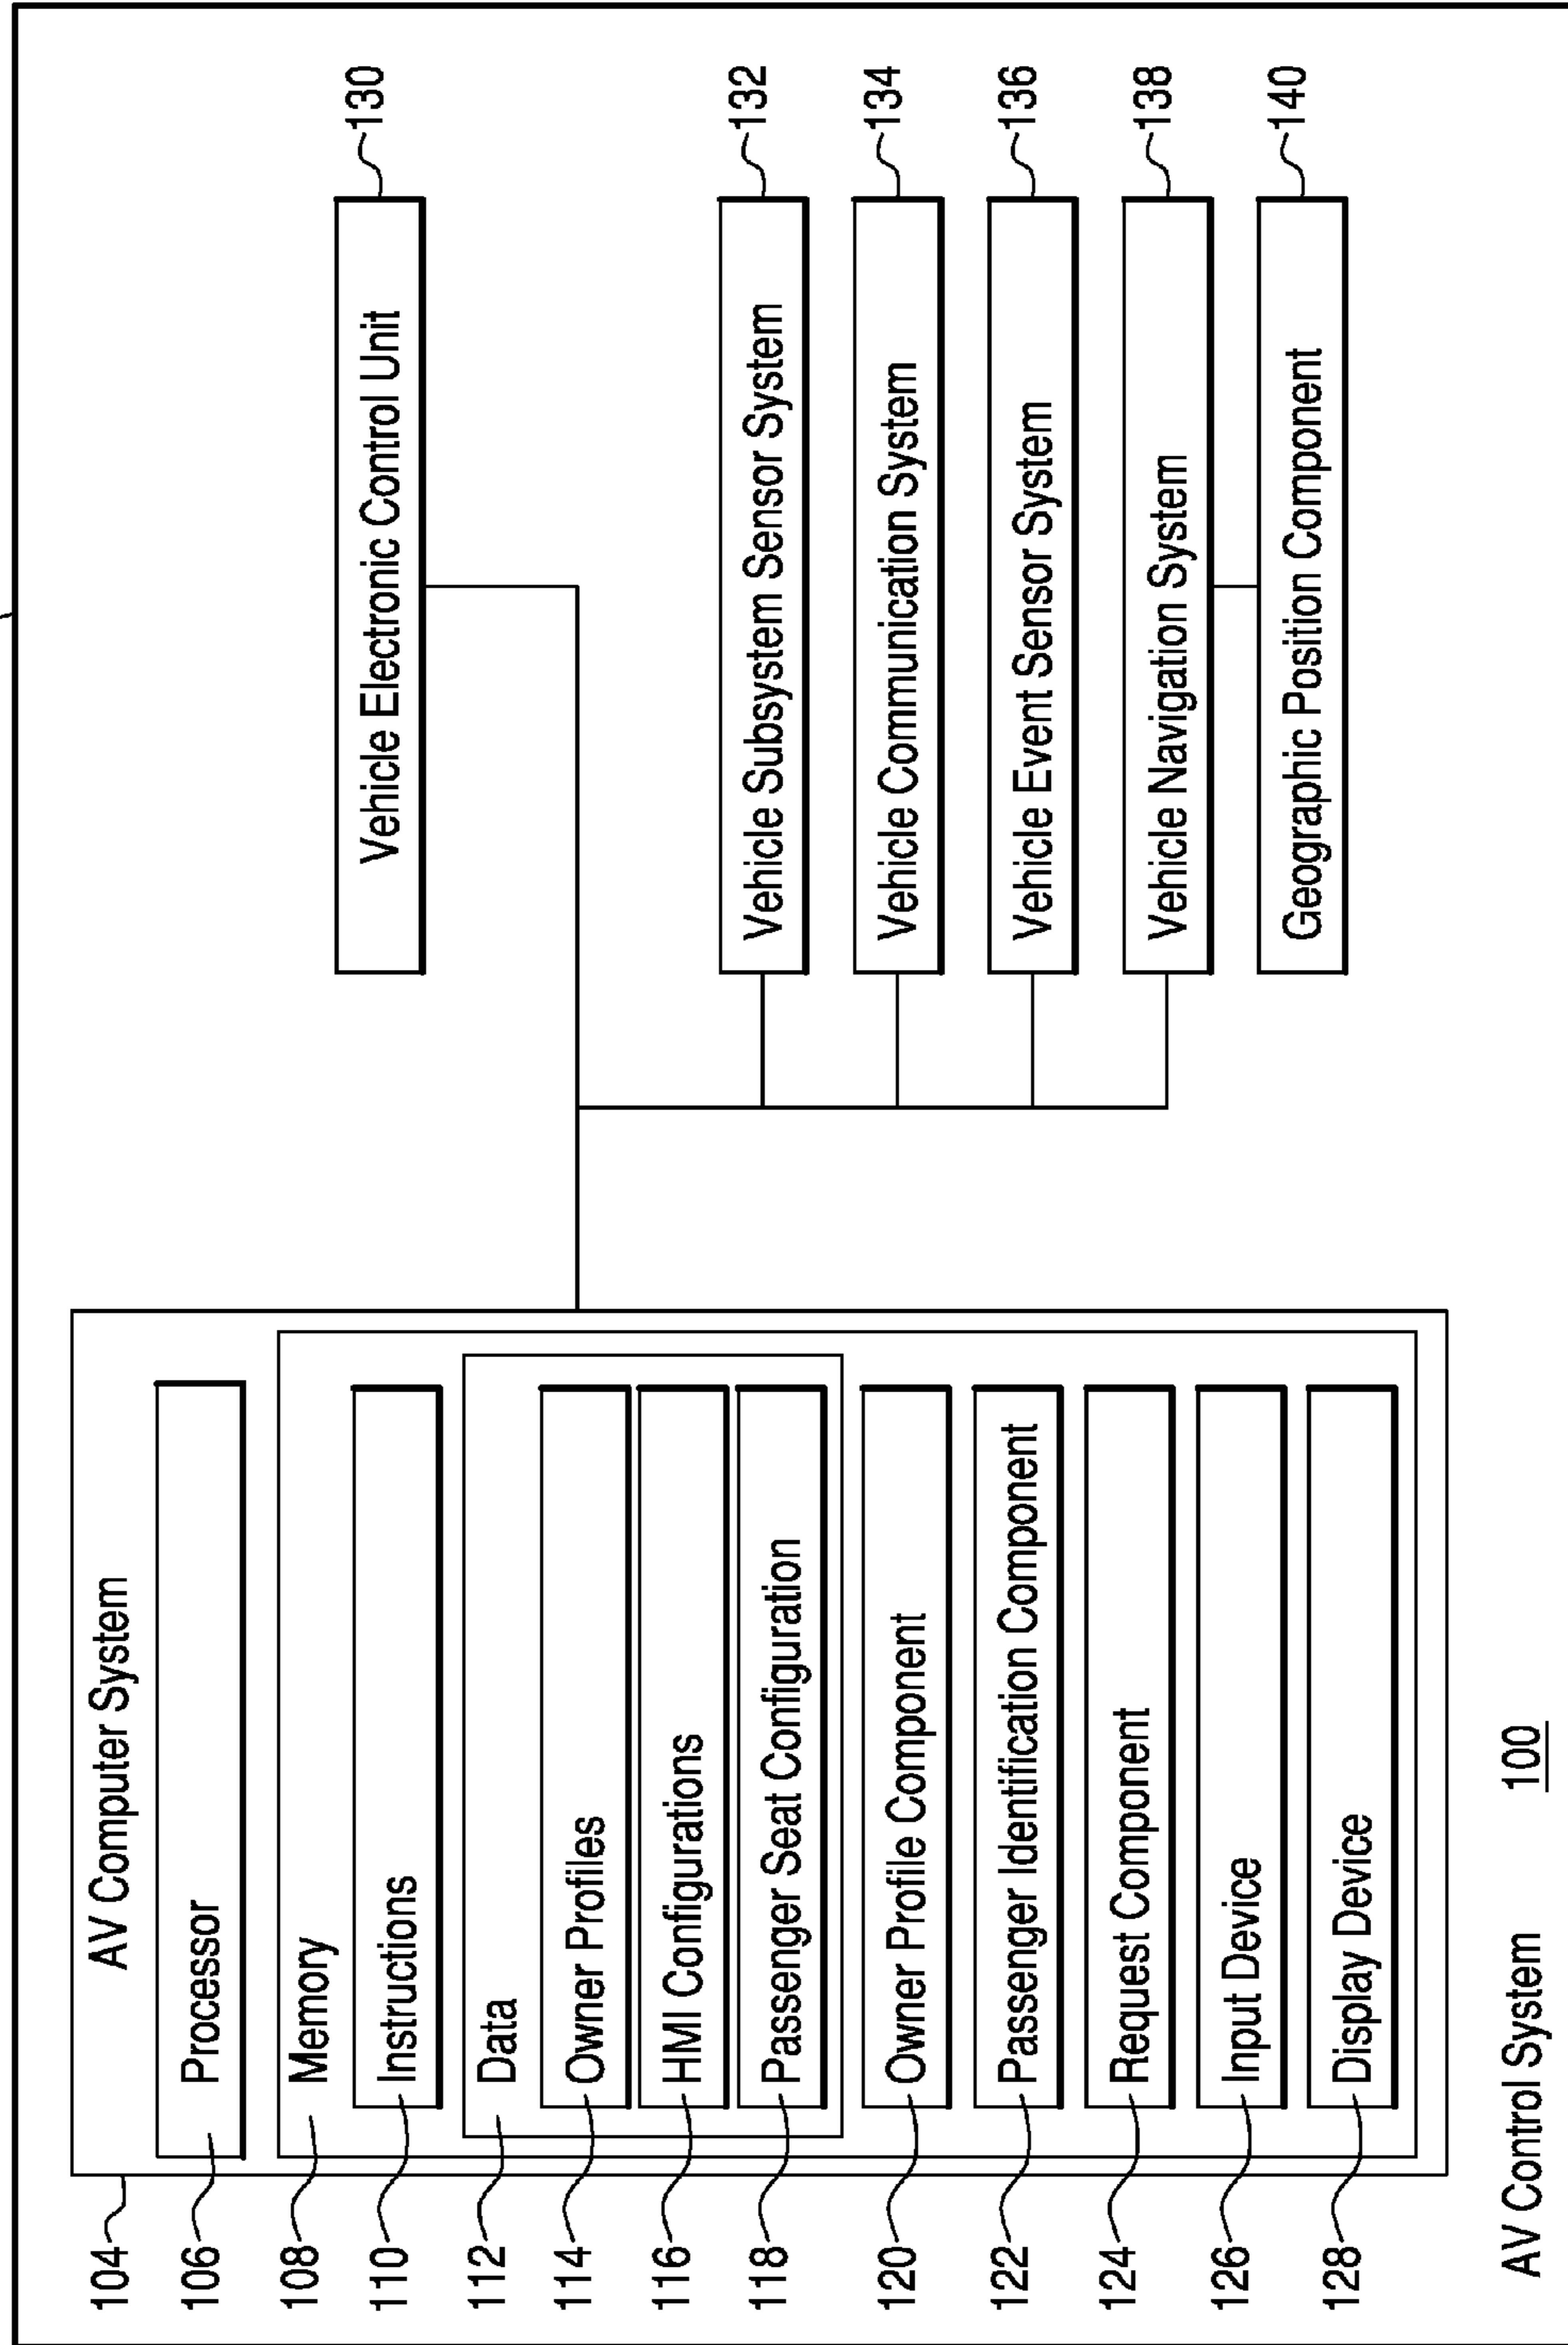 104
AV Computer System
106
Processor
108
Memory
110
Instructions
112
Data
114
Owner Profiles
116
HMI Configurations
118
Passenger Seat Configuration
120
Owner Profile Component
122
Passenger Identification Component
124
Request Component
126
Input Device
128
Display Device
Vehicle Electronic Control Unit
130
Vehicle Subsystem Sensor System
132
Vehicle Communication System
134
Vehicle Event Sensor System
136
Vehicle Navigation System
138
Geographic Position Component
140
AV Control System
100